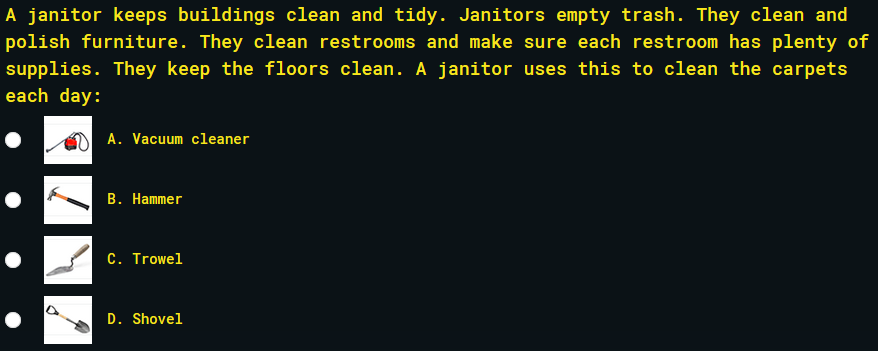 A janitor keeps buildings clean and tidy. Janitors empty trash. They clean and
polish furniture. They clean restrooms and make sure each restroom has plenty of
supplies. They keep the floors clean. A janitor uses this to clean the carpets
each day:
A. Vacuum cleaner
B. Hammer
C. Trowel
D. Shovel